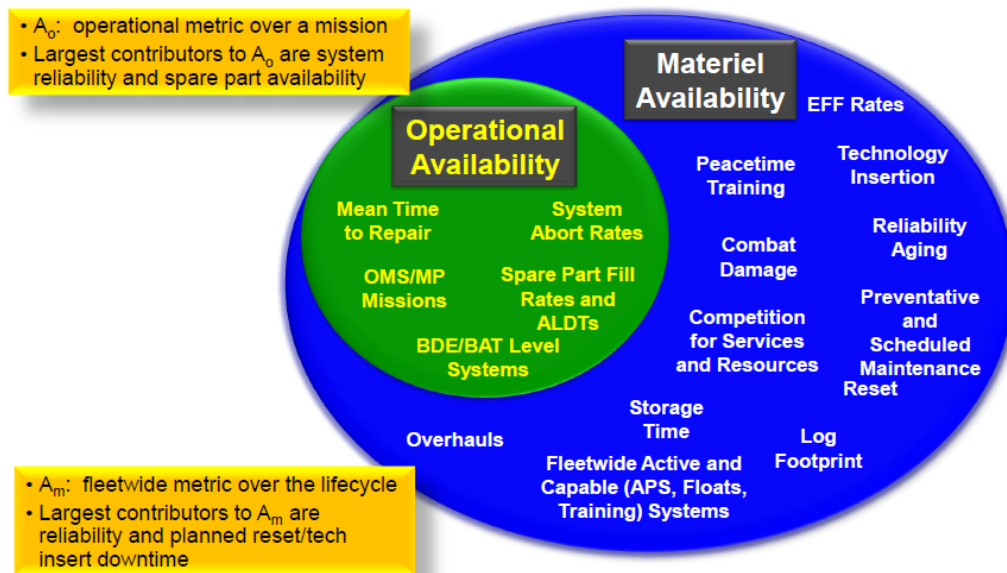 • Ao: operational metric over a mission
• Largest contributors to Ao are system
reliability and spare part availability
Materiel
Availability
EFF Rates
Operational
Availability
Peacetime
Training
Technology
Insertion
Mean Time
to Repair
System
Abort Rates
Reliability
Aging
Combat
Damage
OMS/MP
Missions
Spare Part Fill
Rates and
ALDTs
Preventative
and
Scheduled
Maintenance
Competition
for Services
and Resources
BDE/BAT Level
Systems
Reset
Storage
Time
Overhauls
Log
Footprint
Fleetwide Active and
Capable (APS, Floats,
Training) Systems
• Am: fleetwide metric over the lifecycle
• Largest contributors to Am are
reliability and planned reset/tech
insert downtime